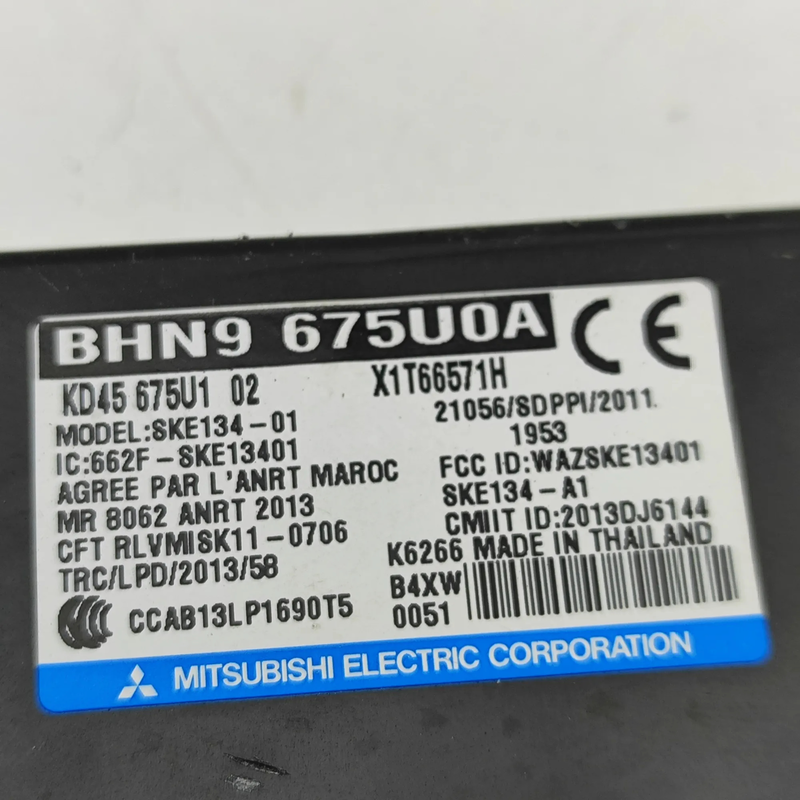 BHN9 675U0A
CE
KD45 675U1 02 X1T66571H
MODEL:SKE134-01 21056/SDPPI/2011.
1953
IC:662F-SKE13401 FCC ID:WAZSKE13401
AGREE PAR L'ANRT MAROC SKE134-A1
MR 8062 ANRT 2013 CMIIT ID:2013DJ6144
CFT RLVMISK11-0706 K6266 MADE IN THAILAND
TRC/LPD/2013/58 B4XW
CCC CCAB13LP1690T5 0051
MITSUBISHI ELECTRIC CORPORATION